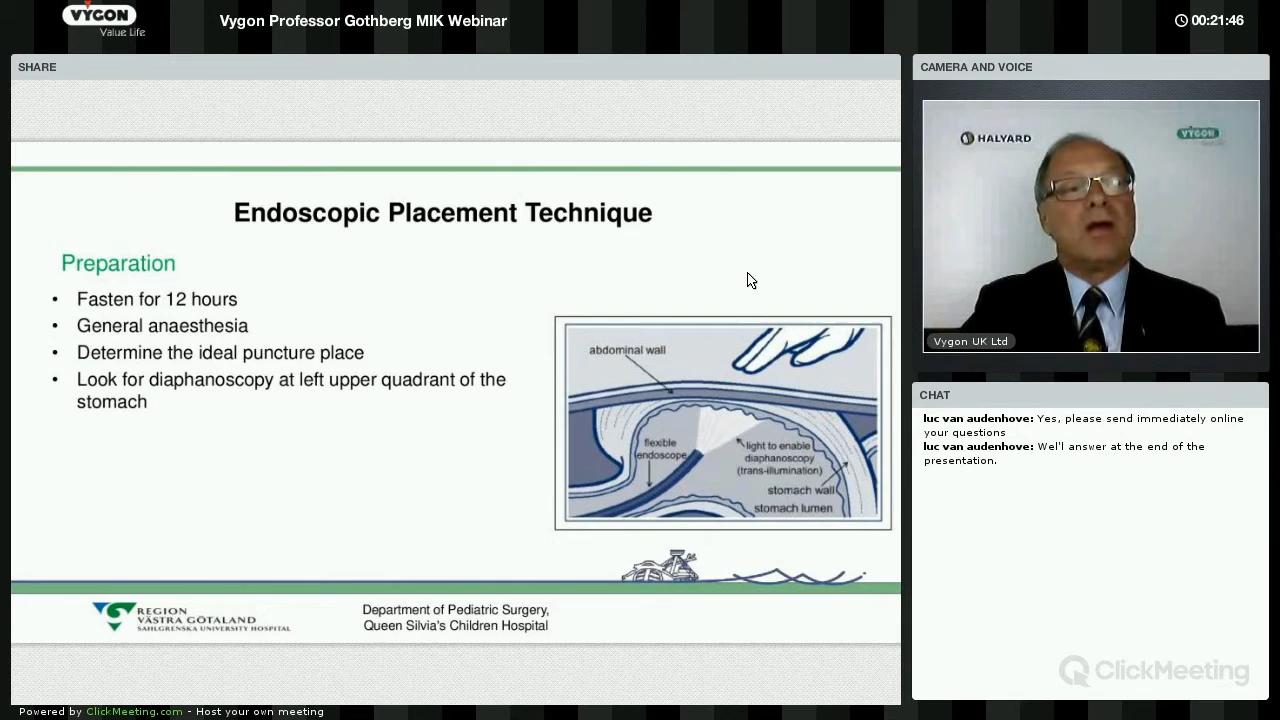 VYGON
Value Life
Vygon Professor Gothberg MIK Webinar
00:21:46
SHARE
Endoscopic Placement Technique
Preparation
• Fasten for 12 hours
• General anaesthesia
• Determine the ideal puncture place
• Look for diaphanoscopy at left upper quadrant of the
stomach
abdominal wall
flexible
endoscope
light to enable
diaphanoscopy
(trans-illumination)
stomach wall
stomach lumen
REGION
VÄSTRA GÖTALAND
SAHLGRENSKA UNIVERSITY HOSPITAL
Department of Pediatric Surgery,
Queen Silvia's Children Hospital
CAMERA AND VOICE
HALYARD
VYGON
Vygon UK Ltd
CHAT
luc van audenhove: Yes, please send immediately online
your questions
luc van audenhove: Wel'l answer at the end of the
presentation.
ClickMeeting
Powered by ClickMeeting.com - Host your own meeting